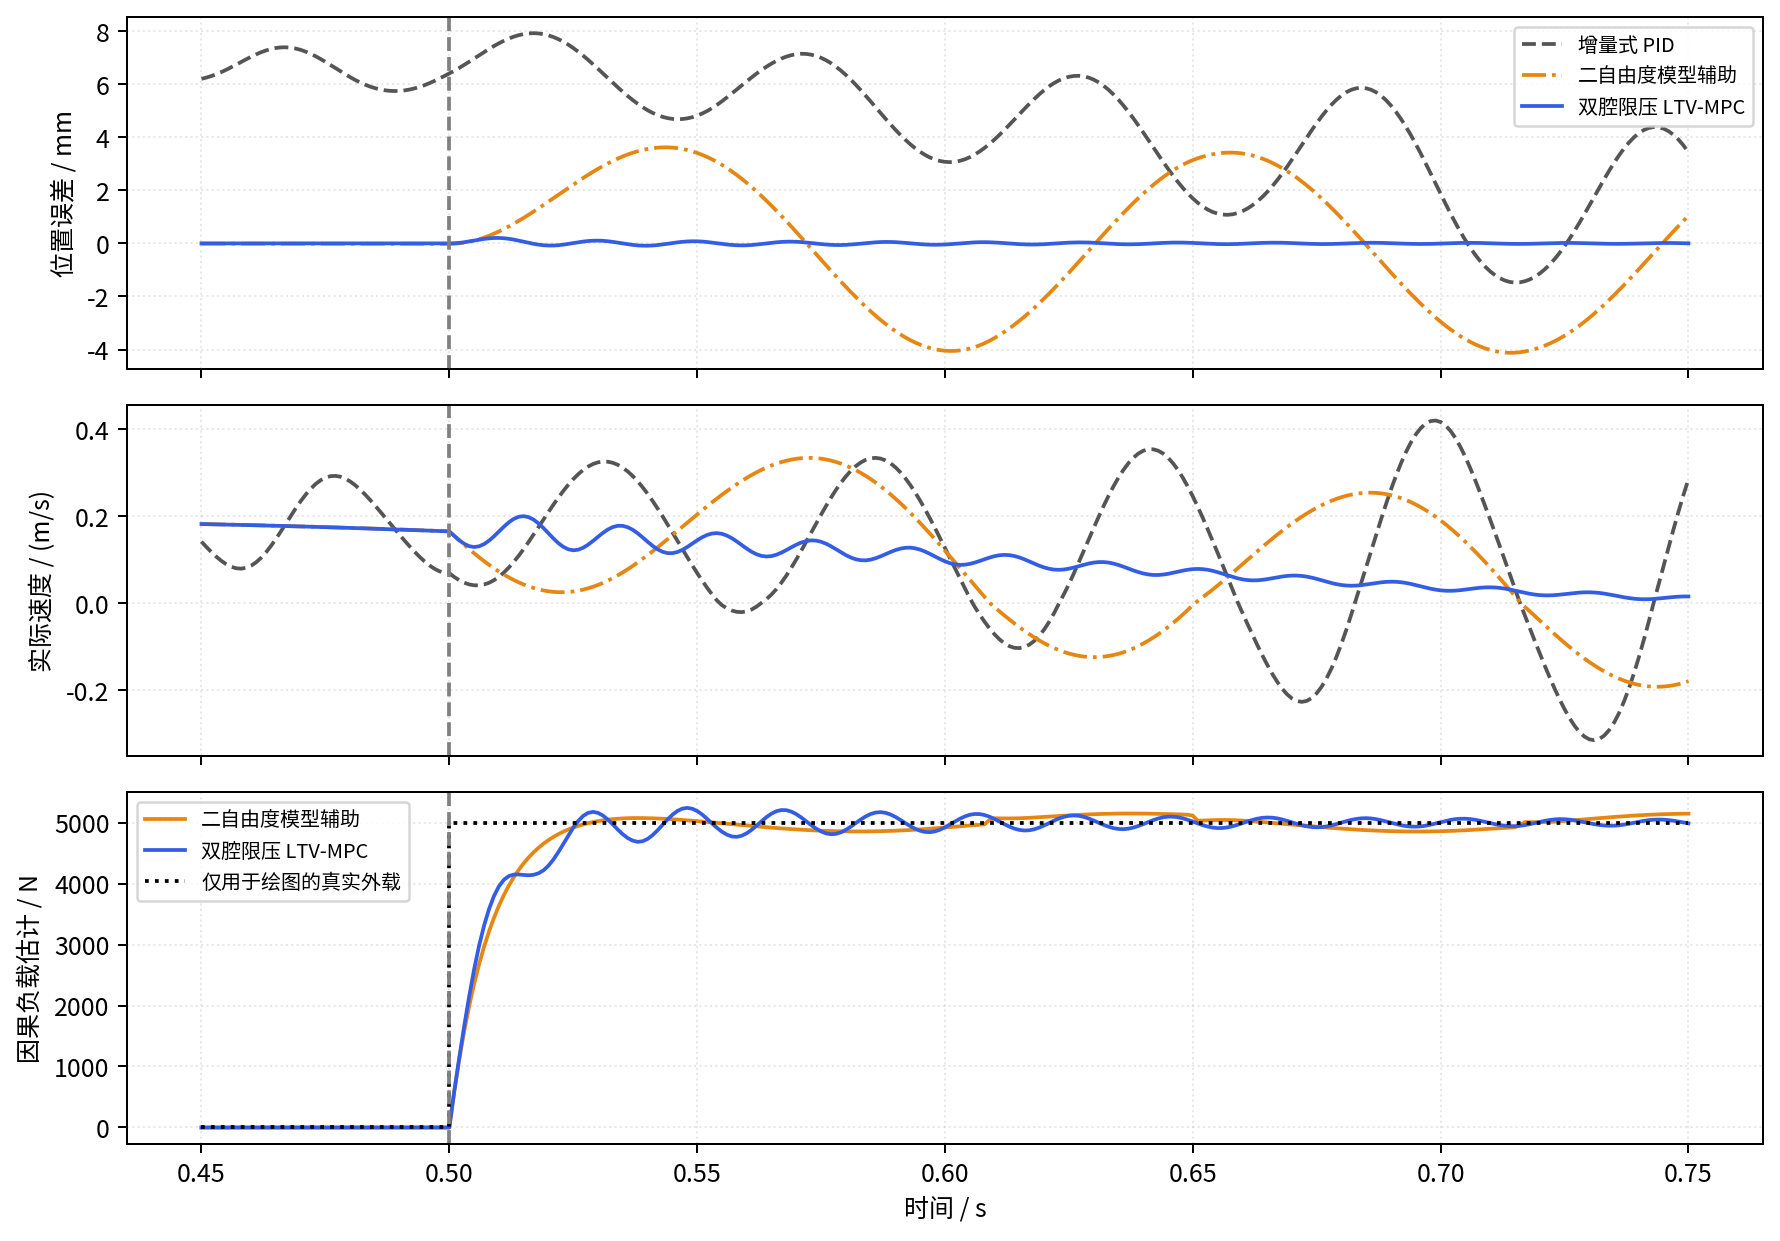 8
6
4
2
0
-2
-4
位置误差 / mm
增量式 PID
二自由度模型辅助
双腔限压 LTV-MPC
0.4
0.2
0.0
-0.2
实际速度 / (m/s)
5000
4000
3000
2000
1000
0
因果负载估计 / N
二自由度模型辅助
双腔限压 LTV-MPC
仅用于绘图的真实外载
0.45 0.50 0.55 0.60 0.65 0.70 0.75
时间 / s